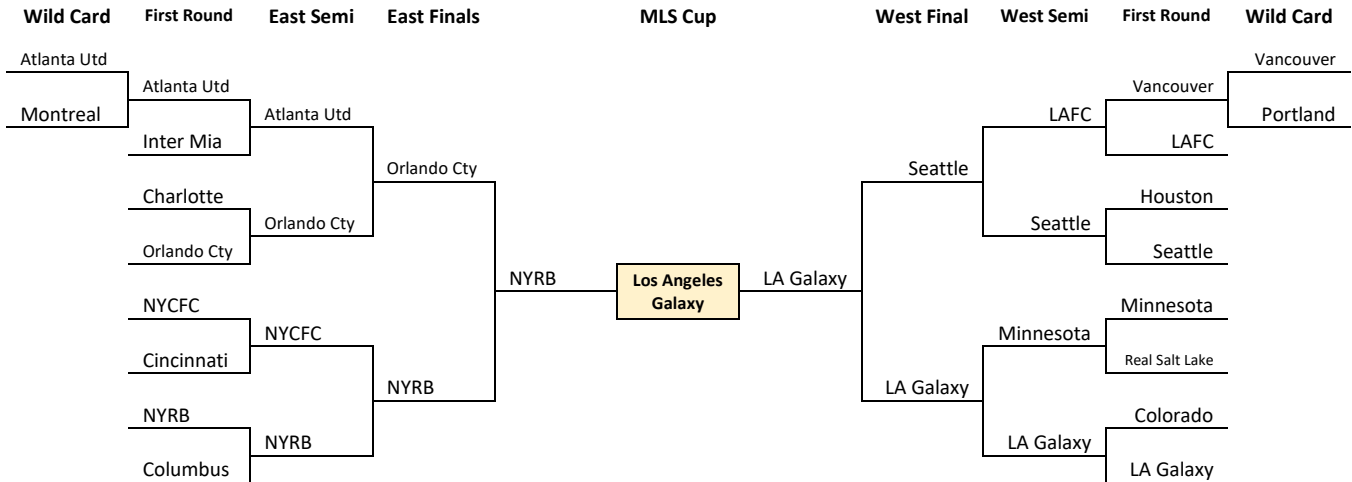 Wild Card First Round East Semi East Finals MLS Cup West Final West Semi First Round Wild Card
Atlanta Utd Vancouver
Atlanta Utd Vancouver
Montreal Atlanta Utd LAFC Portland
Inter Mia LAFC
Orlando Cty Seattle
Charlotte Houston
Orlando Cty Seattle
Orlando Cty Seattle
NYRB Los Angeles Galaxy LA Galaxy
NYCFC Minnesota
NYCFC Minnesota
Cincinnati Real Salt Lake
NYRB LA Galaxy
NYRB Colorado
NYRB LA Galaxy
Columbus LA Galaxy